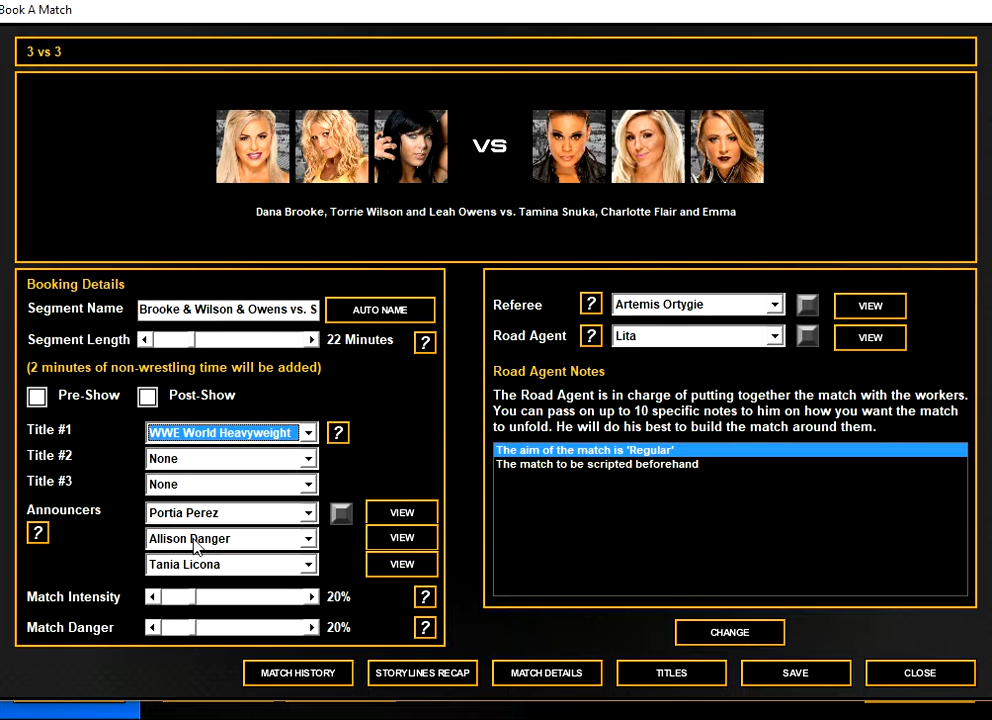 Book A Match
3 vs 3
VS
Dana Brooke, Torrie Wilson and Leah Owens vs. Tamina Snuka, Charlotte Flair and Emma
Booking Details
Segment Name Brooke & Wilson & Owens vs. S AUTO NAME
Segment Length 22 Minutes ?
(2 minutes of non-wrestling time will be added)
Pre-Show Post-Show
Title #1 WWE World Heavyweight ?
Title #2 None
Title #3 None
Announcers Portia Perez VIEW
? Allison Danger VIEW
Tania Licona VIEW
Match Intensity 20% ?
Match Danger 20% ?
Referee ? Artemis Ortygie VIEW
Road Agent ? Lita VIEW
Road Agent Notes
The Road Agent is in charge of putting together the match with the workers.
You can pass on up to 10 specific notes to him on how you want the match
to unfold. He will do his best to build the match around them.
The aim of the match is 'Regular'
The match to be scripted beforehand
CHANGE
MATCH HISTORY STORYLINES RECAP MATCH DETAILS TITLES SAVE CLOSE